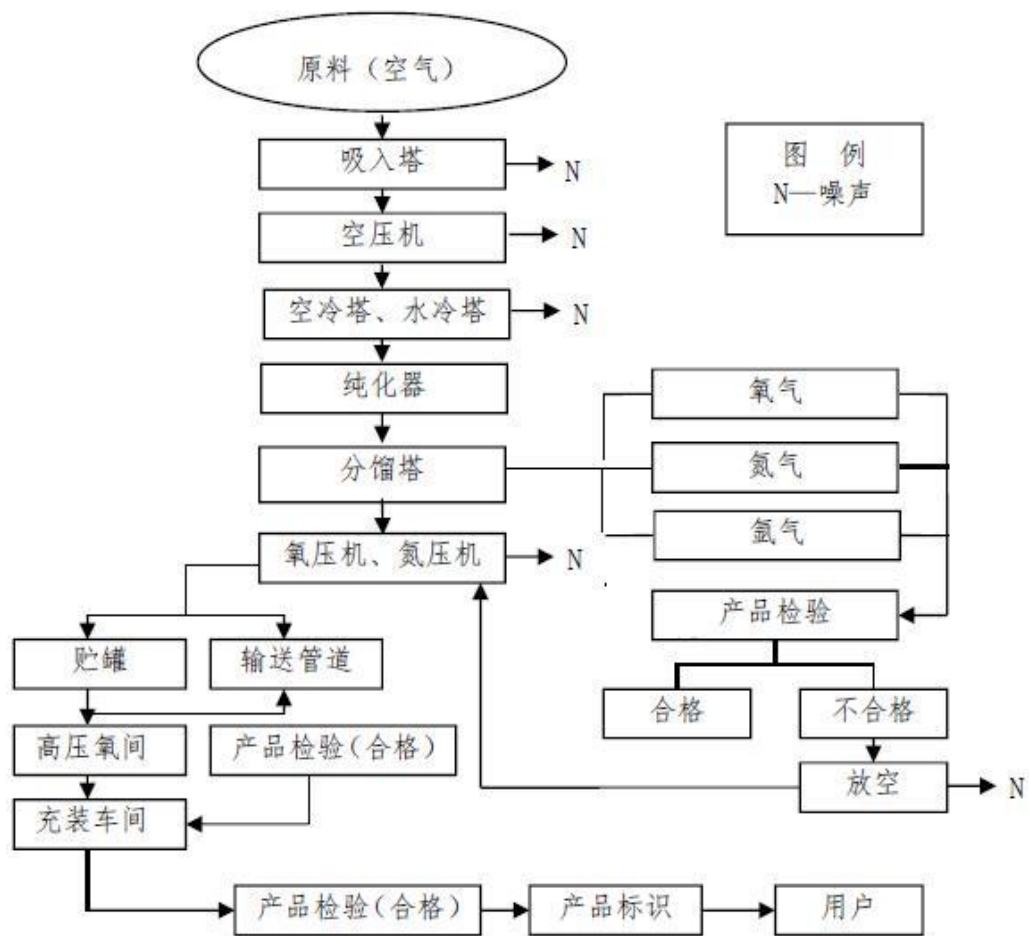 原料（空气）
吸入塔
N
图 例
N—噪声
空压机
N
空冷塔、水冷塔
N
纯化器
氧气
分馏塔
氮气
氩气
氧压机、氮压机
N
产品检验
贮罐
输送管道
合格
不合格
高压氧间
产品检验(合格)
放空
N
充装车间
产品检验(合格)
产品标识
用户